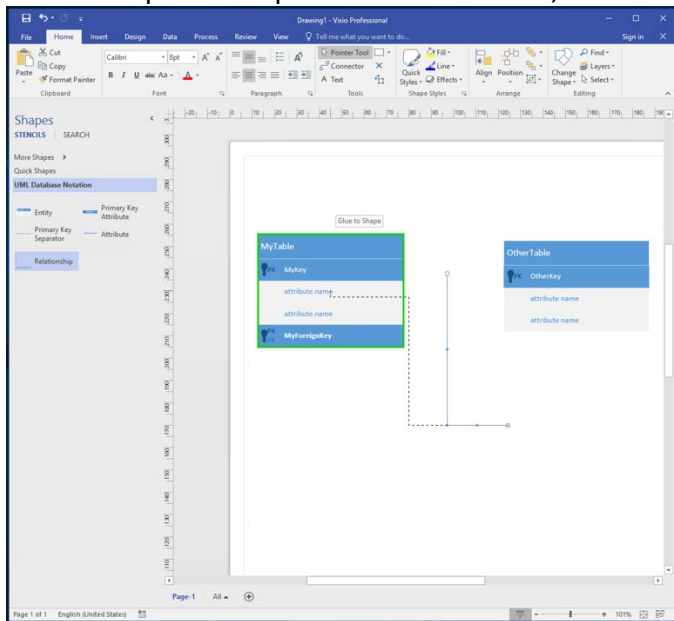 Drawing1 - Visio Professional
File Home Insert Design Data Process Review View Tell me what you want to do... Sign in
Cut
Copy
Format Painter
Paste
Calibri 8pt
B I U abc Aa
Pointer Tool
Connector
A Text
Quick Styles
Fill
Line
Effects
Align Position
Change Shape
Find
Layers
Select
Clipboard Font Paragraph Tools Shape Styles Arrange Editing
Shapes
STENCILS SEARCH
More Shapes
Quick Shapes
UML Database Notation
Entity
Primary Key Attribute
Primary Key Separator
Attribute
Relationship
Glue to Shape
MyTable
PK MyKey
attribute name
attribute name
PK
FK
MyForeignKey
OtherTable
PK OtherKey
attribute name
attribute name
Page-1 All
Page 1 of 1 English (United States) 101%